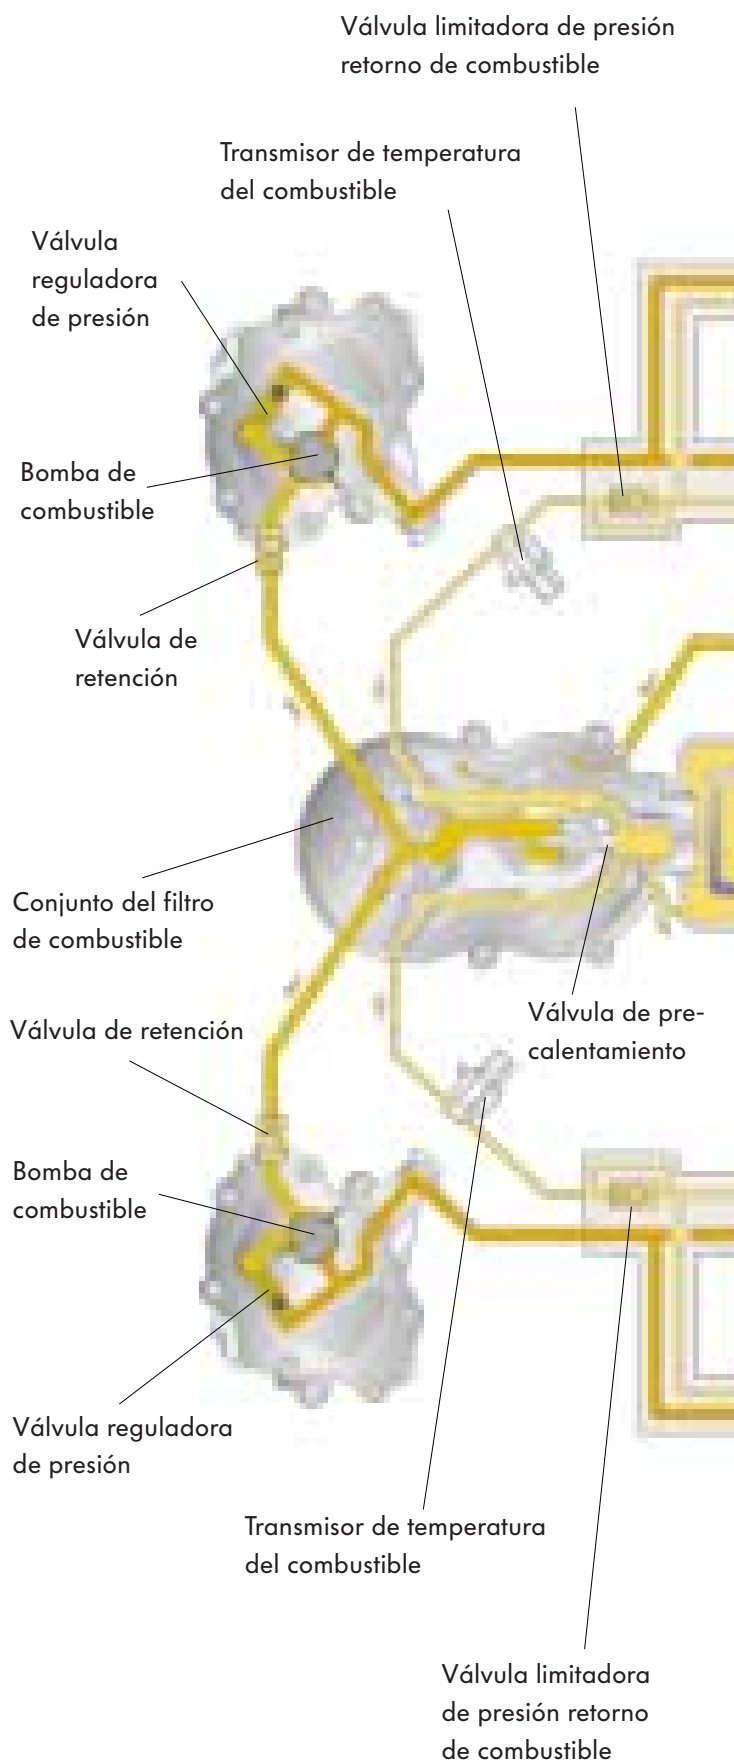 Válvula limitadora de presión
retorno de combustible
Transmisor de temperatura
del combustible
Válvula
reguladora
de presión
Bomba de
combustible
Válvula de
retención
Conjunto del filtro
de combustible
Válvula de pre-
calentamiento
Válvula de retención
Bomba de
combustible
Válvula reguladora
de presión
Transmisor de temperatura
del combustible
Válvula limitadora
de presión retorno
de combustible